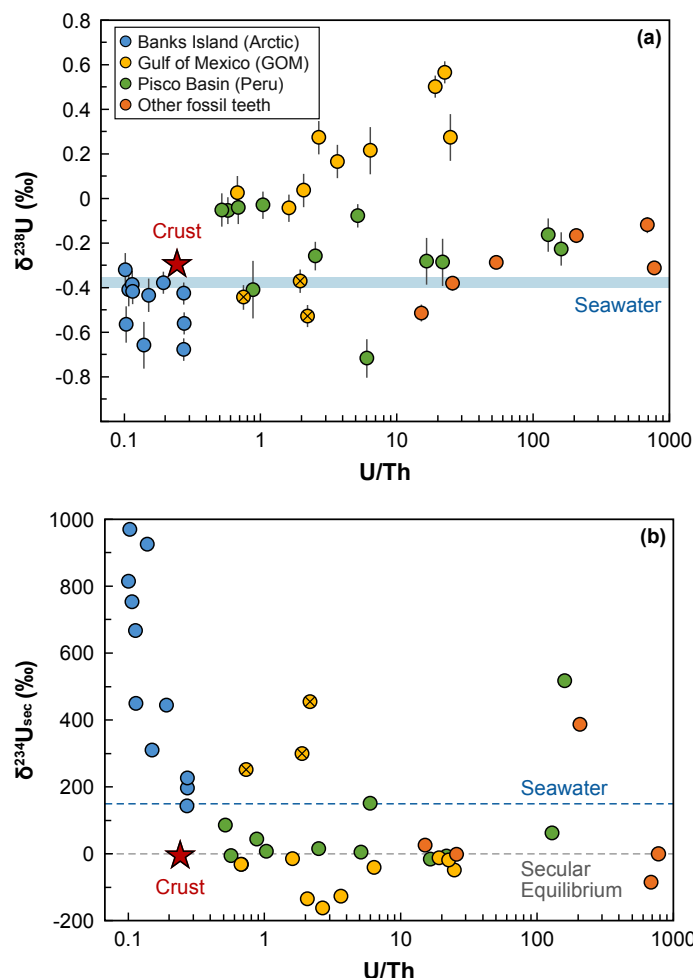 (a)
Banks Island (Arctic)
Gulf of Mexico (GOM)
Pisco Basin (Peru)
Other fossil teeth
0.8
0.6
0.4
0.2
0
-0.2
-0.4
-0.6
-0.8
δ²³⁸U (‰)
Crust
Seawater
0.1 1 10 100 1000
U/Th
(b)
1000
800
600
400
200
0
-200
δ²³⁴Usec (‰)
Seawater
Secular
Equilibrium
Crust
0.1 1 10 100 1000
U/Th